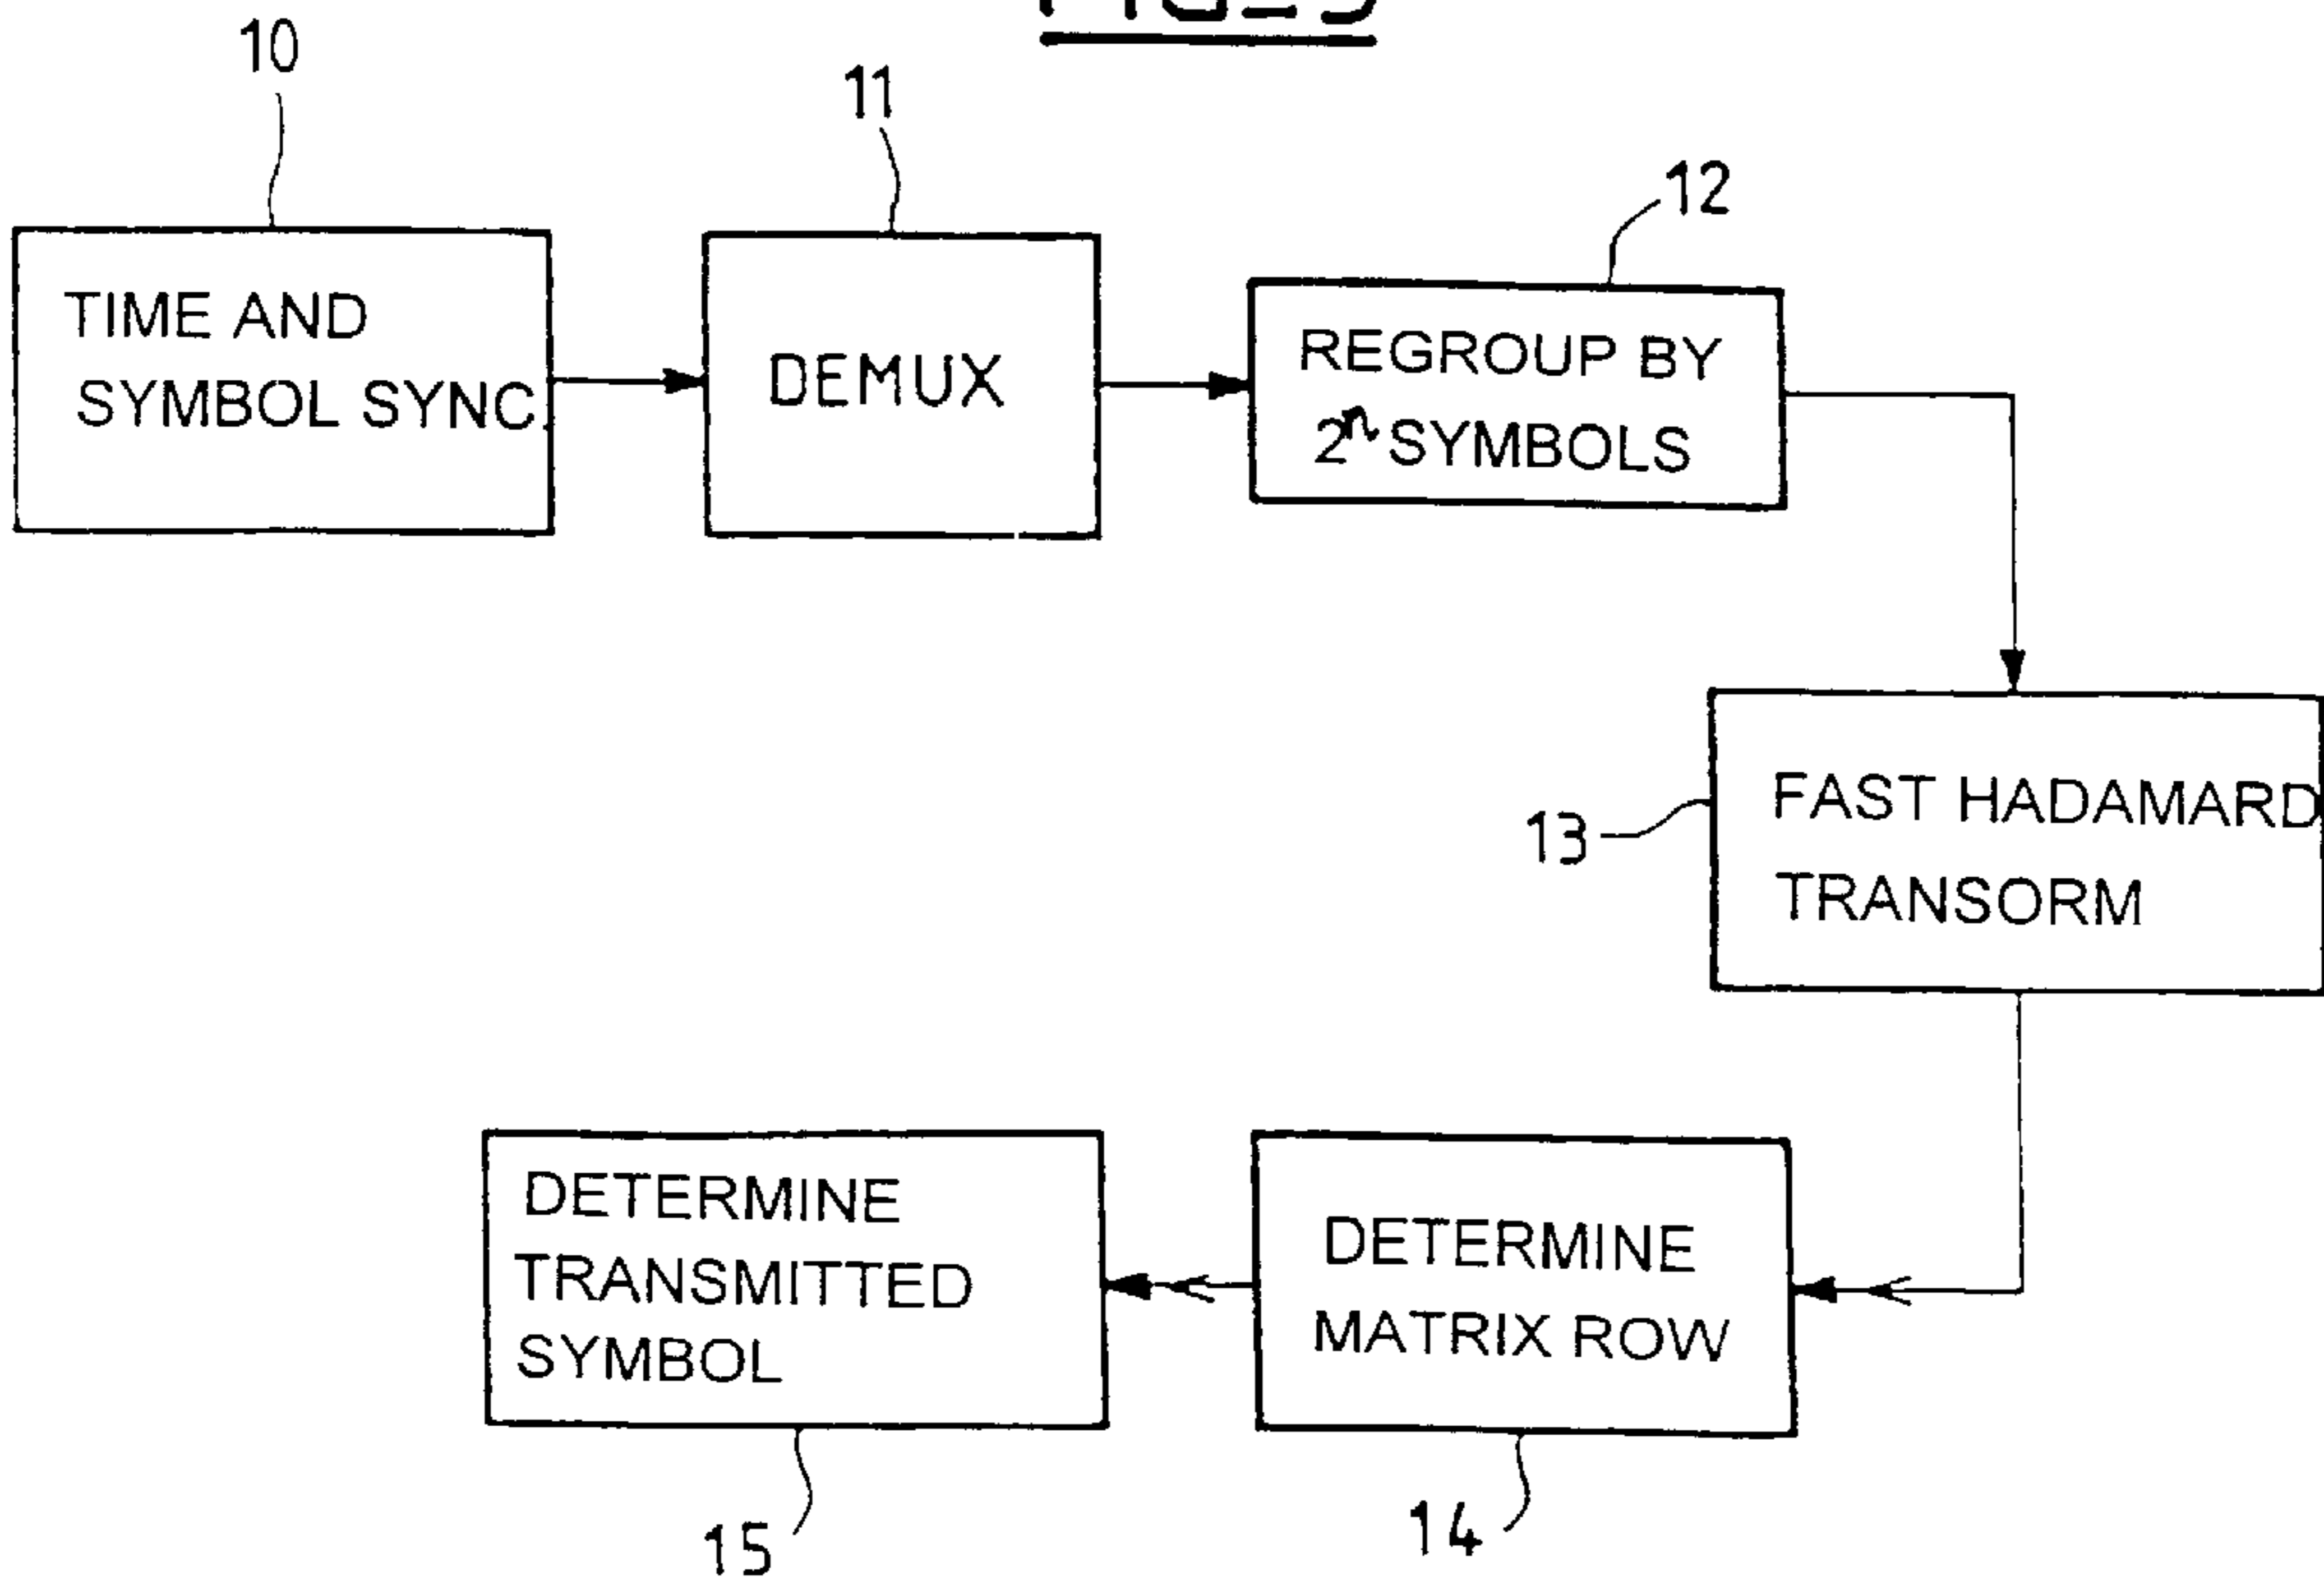 10
11
12
TIME AND
SYMBOL SYNC.
DEMUX
REGROUP BY
2ⁿ SYMBOLS
13
FAST HADAMARD
TRANSORM
DETERMINE
TRANSMITTED
SYMBOL
DETERMINE
MATRIX ROW
15
14